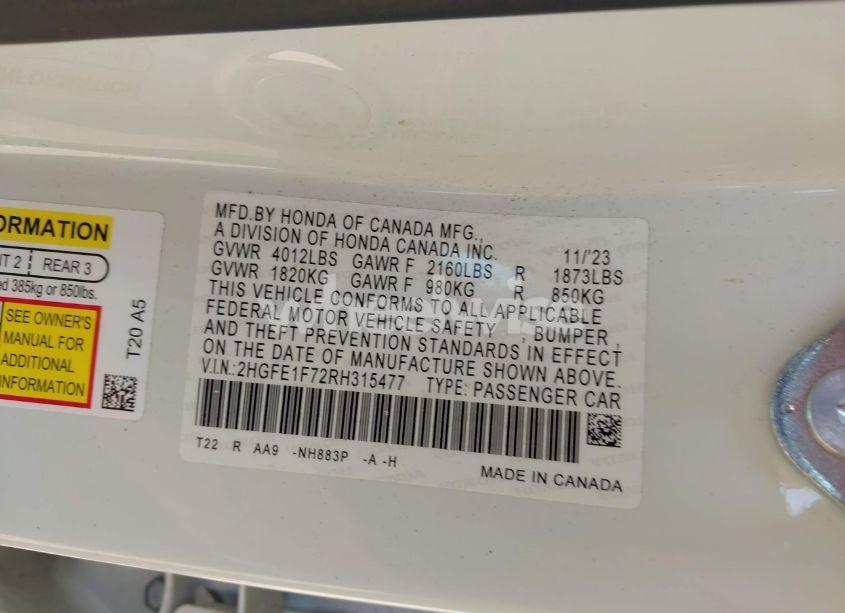 ORMATION
NT 2 REAR 3
ed 385kg or 850lbs.
SEE OWNER'S
MANUAL FOR
ADDITIONAL
INFORMATION
T20 A5
MFD.BY HONDA OF CANADA MFG.,
A DIVISION OF HONDA CANADA INC. 11/'23
GVWR 4012LBS GAWR F 2160LBS R 1873LBS
GVWR 1820KG GAWR F 980KG R 850KG
THIS VEHICLE CONFORMS TO ALL APPLICABLE
FEDERAL MOTOR VEHICLE SAFETY , BUMPER ,
AND THEFT PREVENTION STANDARDS IN EFFECT
ON THE DATE OF MANUFACTURE SHOWN ABOVE.
V.I.N.:2HGFE1F72RH315477 TYPE: PASSENGER CAR
T22 R AA9 -NH883P -A -H
MADE IN CANADA